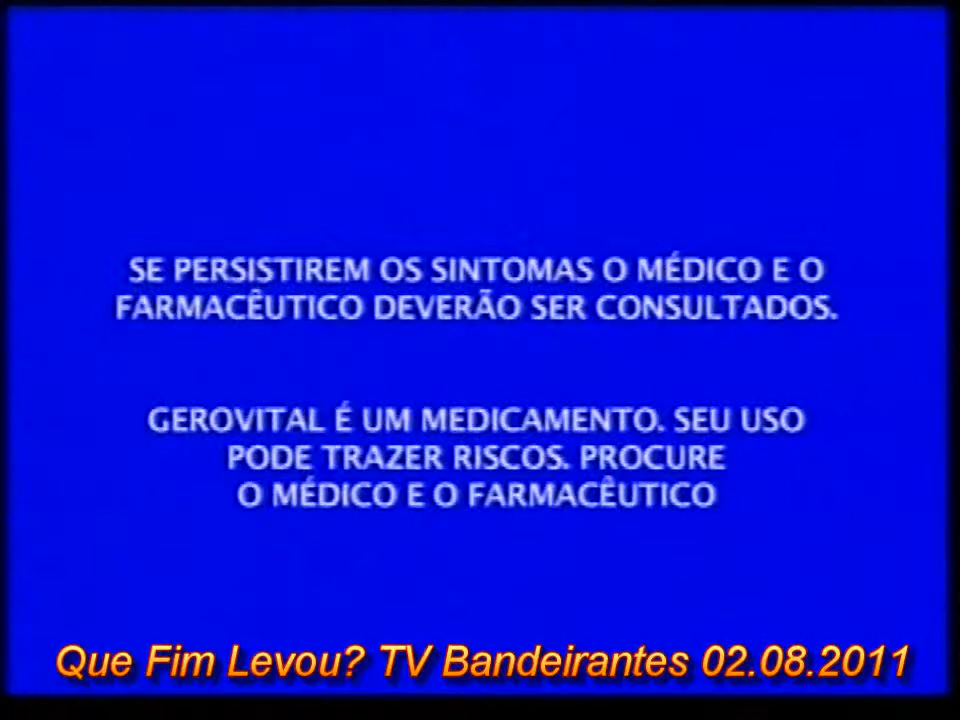 SE PERSISTIREM OS SINTOMAS O MÉDICO E O
FARMACÊUTICO DEVERÃO SER CONSULTADOS.
GEROVITAL É UM MEDICAMENTO. SEU USO
PODE TRAZER RISCOS. PROCURE
O MÉDICO E O FARMACÊUTICO
Que Fim Levou? TV Bandeirantes 02.08.2011